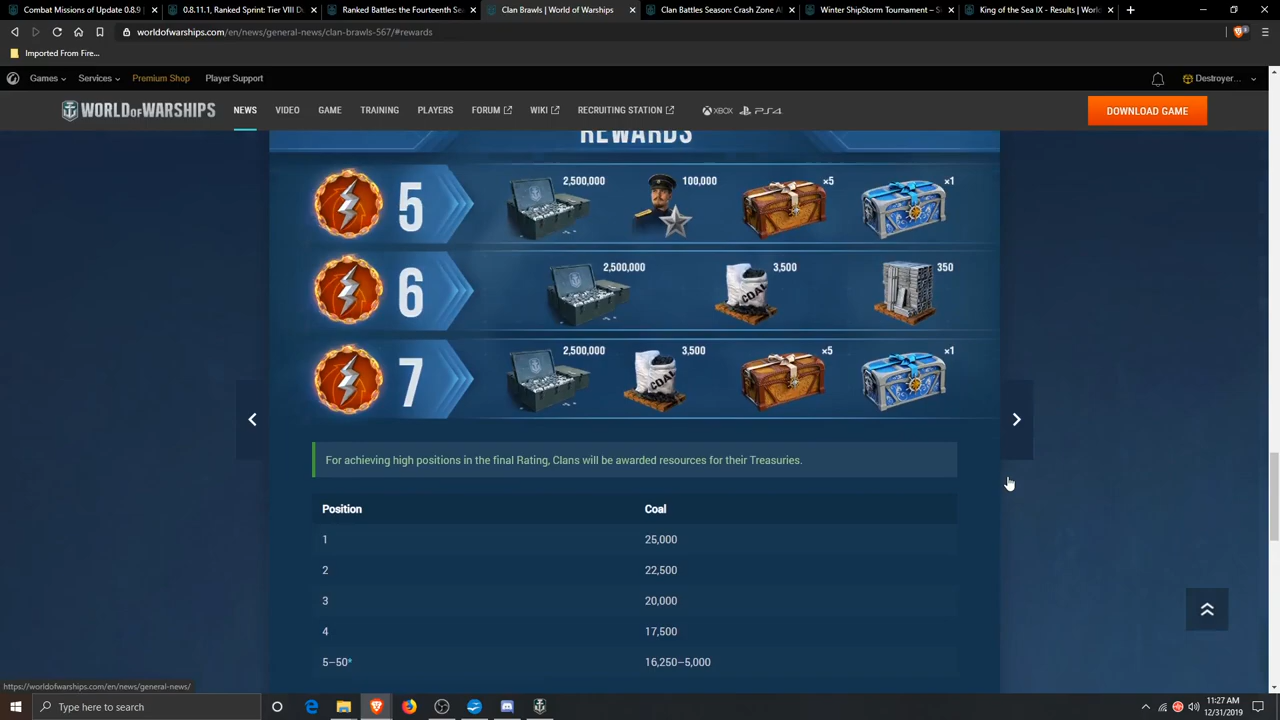 Combat Missions of Update 0.8.9
0.8.11.1, Ranked Sprint: Tier VIII Du
Ranked Battles: the Fourteenth Se
Clan Brawls | World of Warships
Clan Battles Season: Crash Zone Al
Winter ShipStorm Tournament – Se
King of the Sea IX - Results | World
worldofwarships.com/en/news/general-news/clan-brawls-567/#rewards
Imported From Fire...
Games
Services
Premium Shop
Player Support
Destroyer...
WORLD OF WARSHIPS
NEWS
VIDEO
GAME
TRAINING
PLAYERS
FORUM
WIKI
RECRUITING STATION
XBOX
PS4
DOWNLOAD GAME
REWARDS
5
2,500,000
100,000
×5
×1
6
2,500,000
COAL
3,500
350
7
2,500,000
COAL
3,500
×5
×1
For achieving high positions in the final Rating, Clans will be awarded resources for their Treasuries.
Position Coal
1 25,000
2 22,500
3 20,000
4 17,500
5–50* 16,250–5,000
https://worldofwarships.com/en/news/general-news/
Type here to search
11:27 AM
12/31/2019